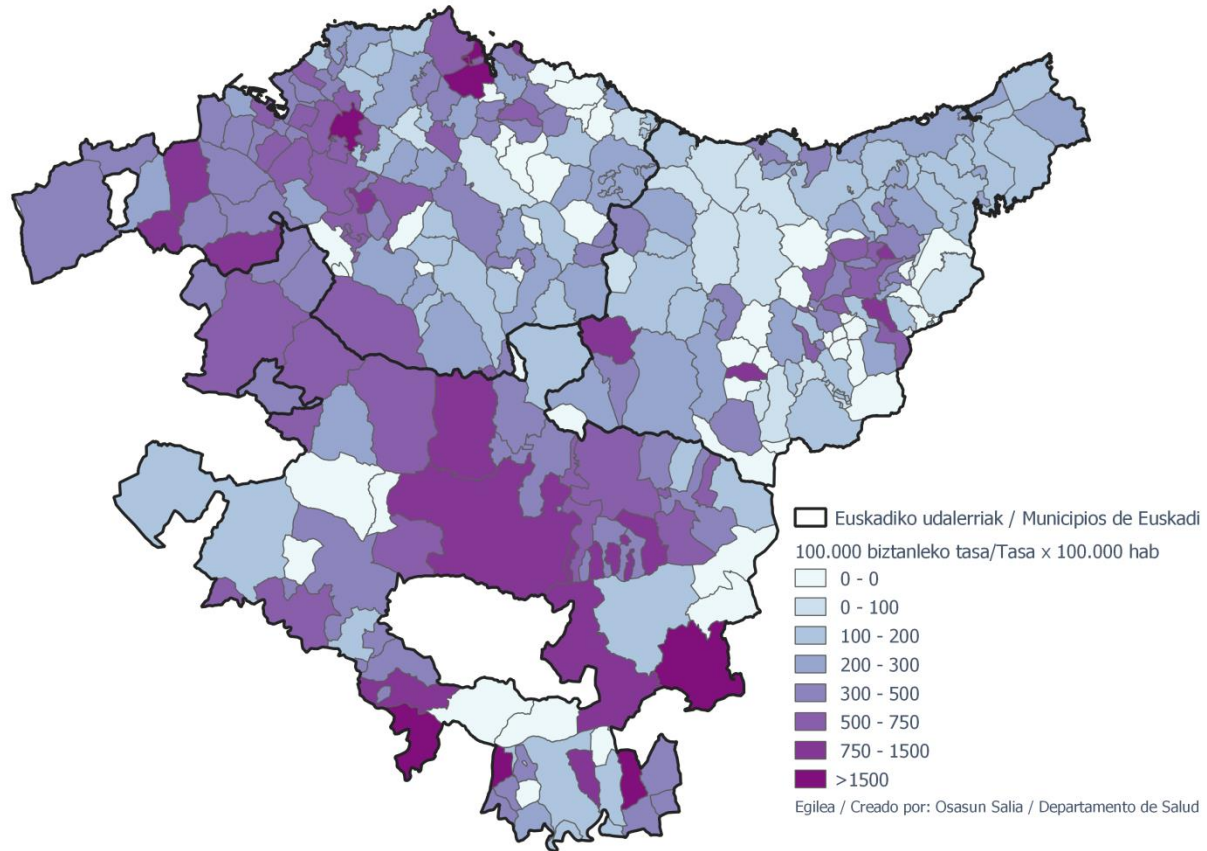 Euskadiko udalerriak / Municipios de Euskadi
100.000 biztanleko tasa/Tasa x 100.000 hab
0 - 0
0 - 100
100 - 200
200 - 300
300 - 500
500 - 750
750 - 1500
>1500
Egilea / Creado por: Osasun Salia / Departamento de Salud